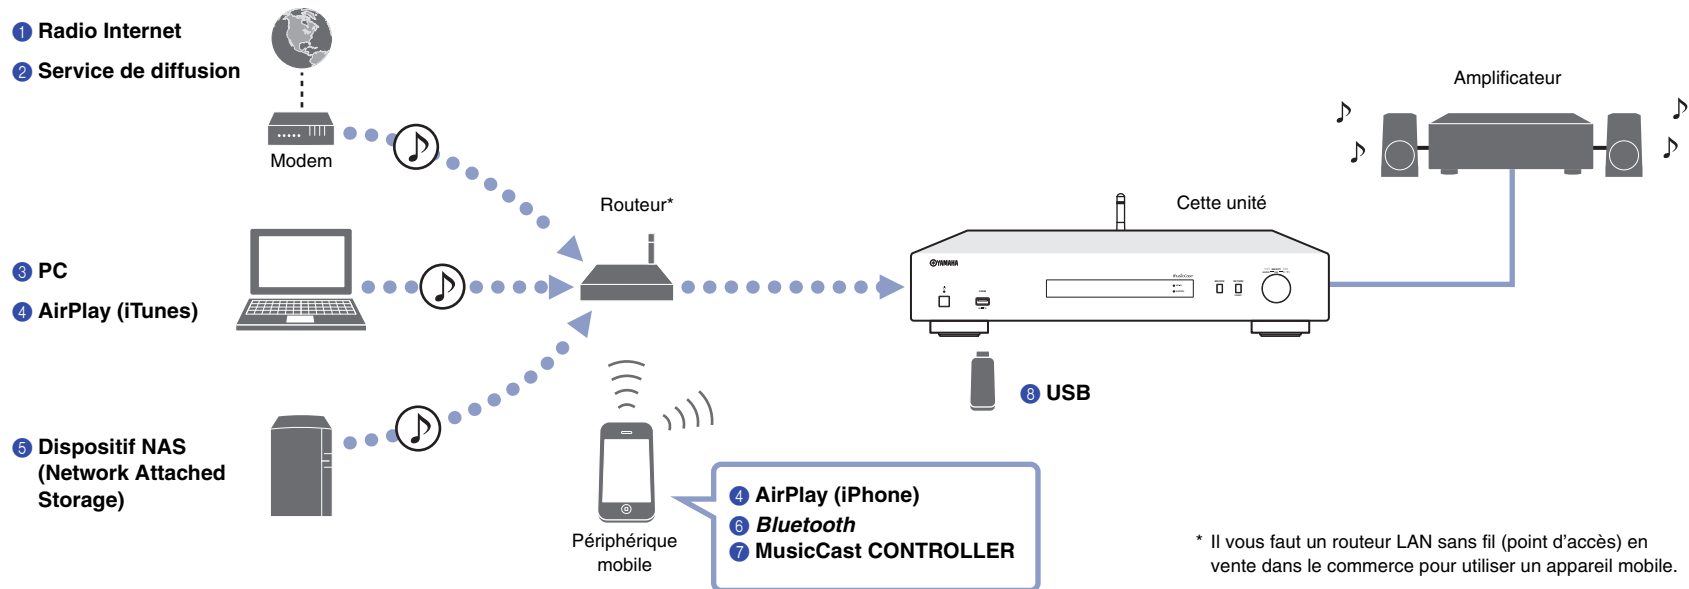 1 Radio Internet
2 Service de diffusion
Modem
3 PC
4 AirPlay (iTunes)
5 Dispositif NAS
(Network Attached
Storage)
Routeur*
Périphérique
mobile
4 AirPlay (iPhone)
6 Bluetooth
7 MusicCast CONTROLLER
Cette unité
YAMAHA
MusicCast
8 USB
Amplificateur
* Il vous faut un routeur LAN sans fil (point d'accès) en
vente dans le commerce pour utiliser un appareil mobile.